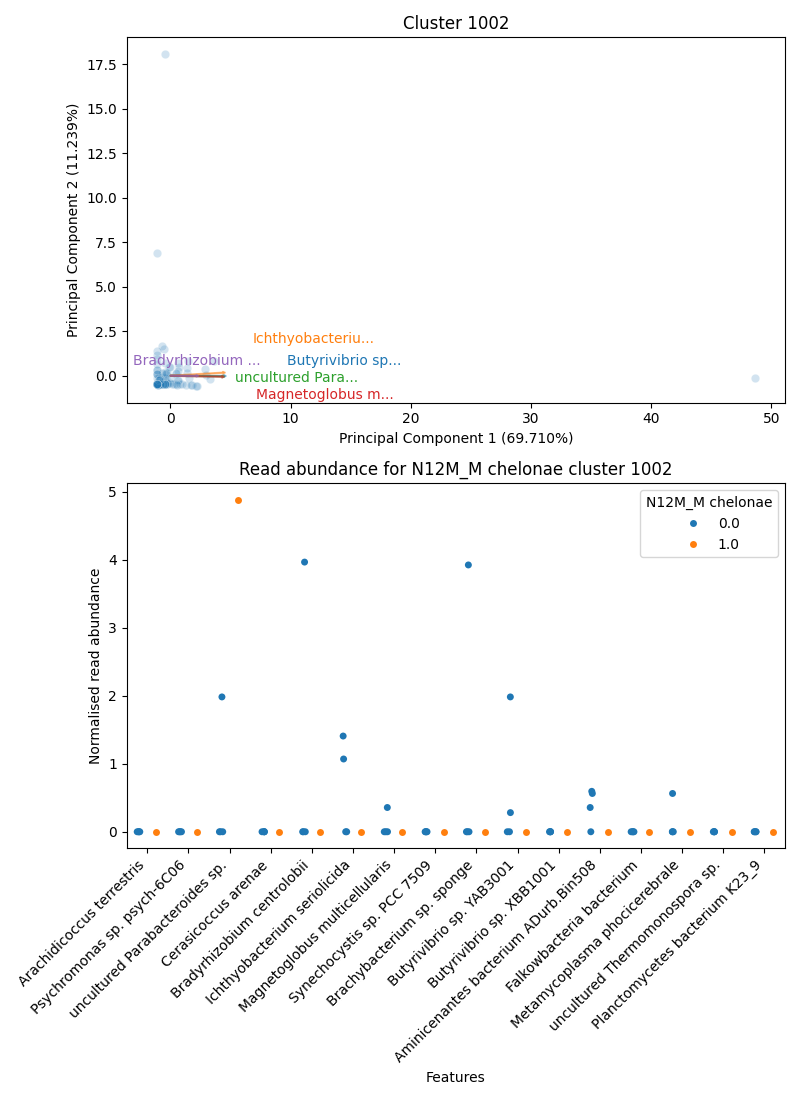 Cluster 1002
Principal Component 2 (11.239%)
17.5
15.0
12.5
10.0
7.5
5.0
2.5
0.0
Ichthyobacteriu...
Bradyrhizobium ...
Butyrivibrio sp...
uncultured Para...
Magnetoglobus m...
0
10
20
30
40
50
Principal Component 1 (69.710%)
Read abundance for N12M_M chelonae cluster 1002
Normalised read abundance
5
4
3
2
1
0
N12M_M chelonae
0.0
1.0
Arachidicoccus terrestris
Psychromonas sp. psych-6C06
uncultured Parabacteroides sp.
Cerasicoccus arenae
Bradyrhizobium centrolobii
Ichthyobacterium seriolicida
Magnetoglobus multicellularis
Synechocystis sp. PCC 7509
Brachybacterium sp. sponge
Butyrivibrio sp. YAB3001
Butyrivibrio sp. XBB1001
Aminicenantes bacterium ADurb.Bin508
Falkowbacteria bacterium
Metamycoplasma phocicerebrale
uncultured Thermomonospora sp.
Planctomycetes bacterium K23_9
Features